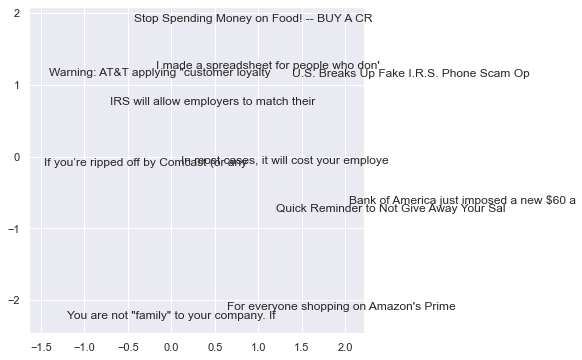 2
Stop Spending Money on Food! -- BUY A CR
I made a spreadsheet for people who don'
Warning: AT&T applying "customer loyalty
U.S. Breaks Up Fake I.R.S. Phone Scam Op
1
IRS will allow employers to match their
0
If you’re ripped off by Comcast (or any
In most cases, it will cost your employe
Bank of America just imposed a new $60 a
Quick Reminder to Not Give Away Your Sal
−1
−2
For everyone shopping on Amazon's Prime
You are not "family" to your company. If
−1.5 −1.0 −0.5 0.0 0.5 1.0 1.5 2.0